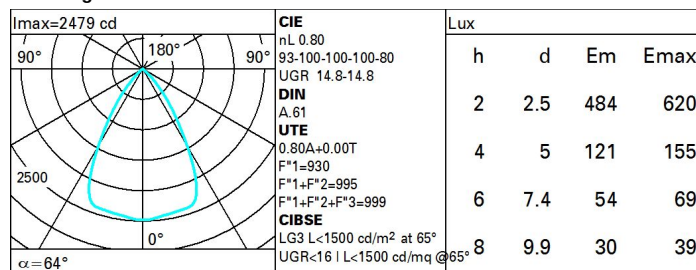 Imax=2479 cd
90° 180° 90°
2500
0°
α=64°
CIE
nL 0.80
93-100-100-100-80
UGR 14.8-14.8
DIN
A.61
UTE
0.80A+0.00T
F"1=930
F"1+F"2=995
F"1+F"2+F"3=999
CIBSE
LG3 L<1500 cd/m² at 65°
UGR<16 | L<1500 cd/mq @65°
Lux
h d Em Emax
2 2.5 484 620
4 5 121 155
6 7.4 54 69
8 9.9 30 39